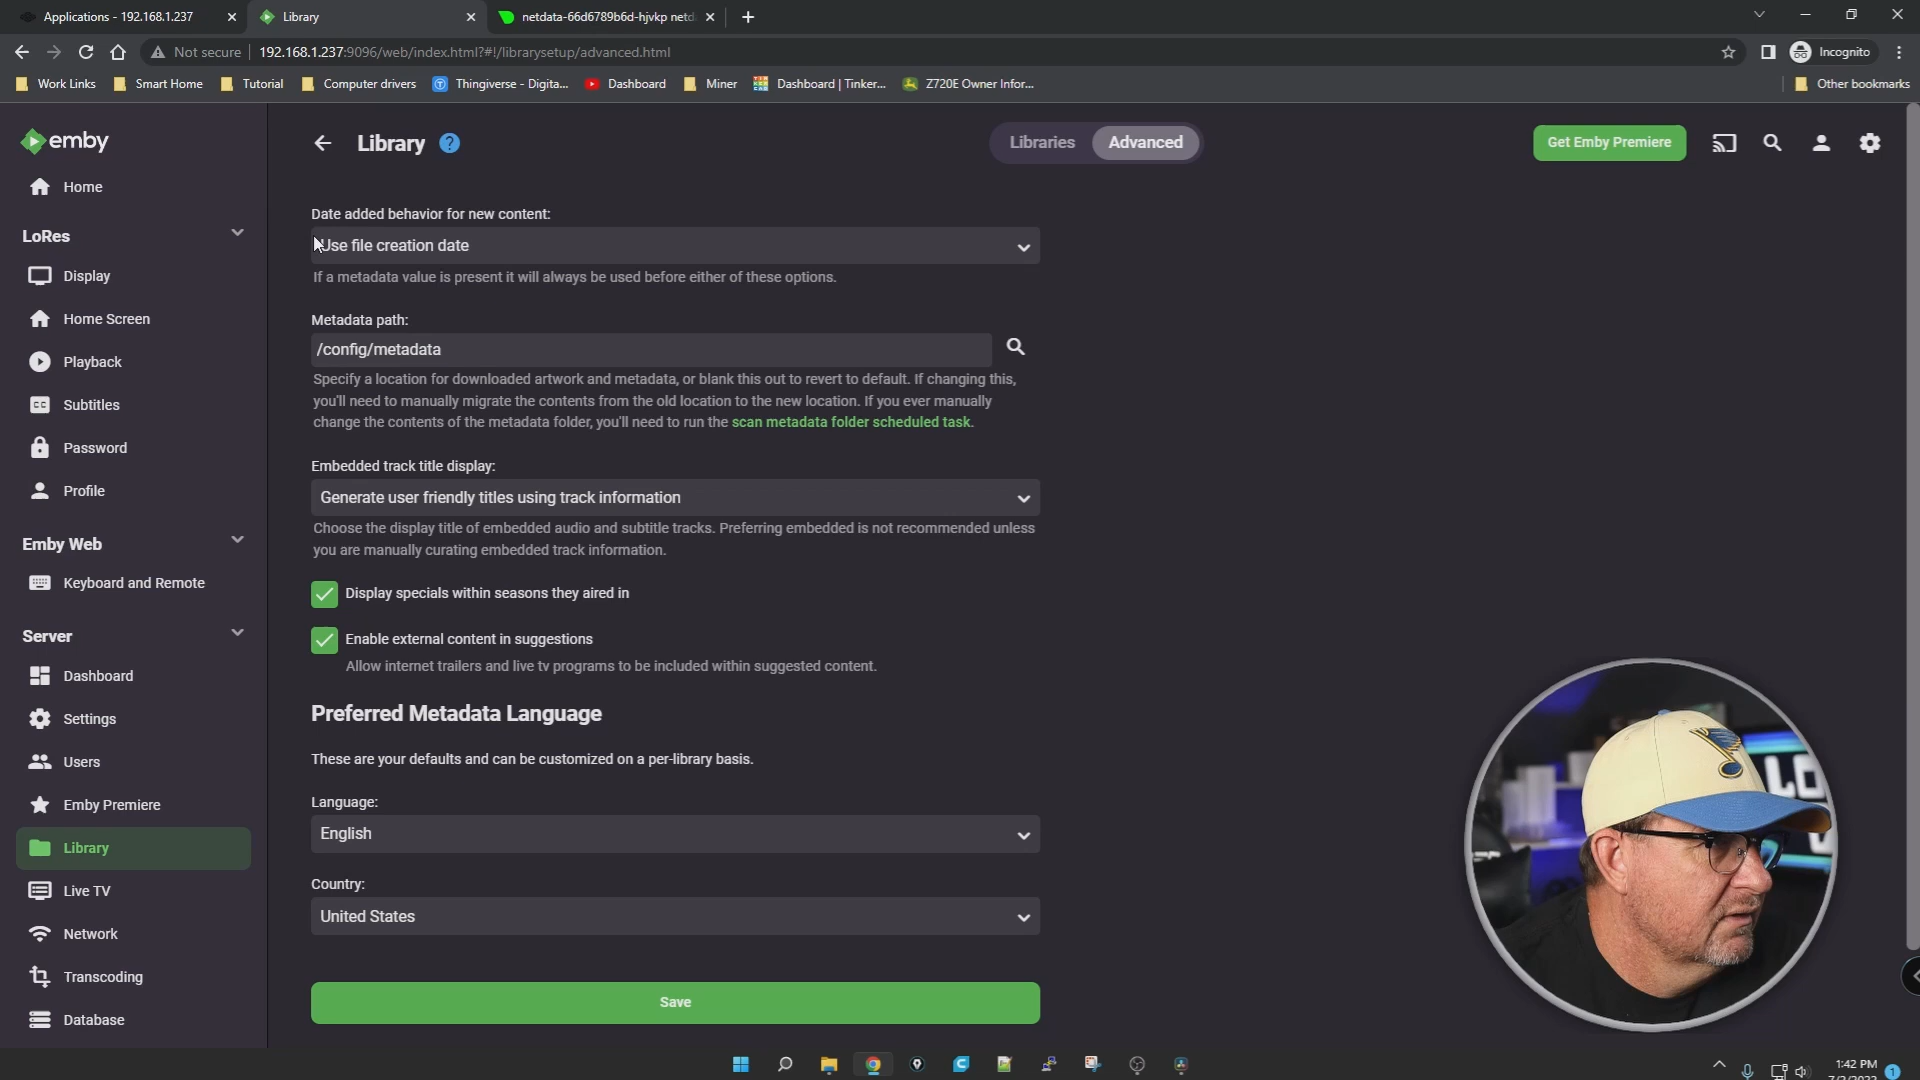 Applications - 192.168.1.237
Library
netdata-66d6789b6d-hjvkp netd
Not secure
192.168.1.237:9096/web/index.html?#!/librarysetup/advanced.html
Incognito
Work Links
Smart Home
Tutorial
Computer drivers
Thingiverse - Digita...
Dashboard
Miner
Dashboard | Tinker...
Z720E Owner Infor...
Other bookmarks
emby
Library
Libraries
Advanced
Get Emby Premiere
Home
LoRes
Display
Home Screen
Playback
Subtitles
Password
Profile
Emby Web
Keyboard and Remote
Server
Dashboard
Settings
Users
Emby Premiere
Library
Live TV
Network
Transcoding
Database
Date added behavior for new content:
Use file creation date
If a metadata value is present it will always be used before either of these options.
Metadata path:
/config/metadata
Specify a location for downloaded artwork and metadata, or blank this out to revert to default. If changing this,
you'll need to manually migrate the contents from the old location to the new location. If you ever manually
change the contents of the metadata folder, you'll need to run the scan metadata folder scheduled task.
Embedded track title display:
Generate user friendly titles using track information
Choose the display title of embedded audio and subtitle tracks. Preferring embedded is not recommended unless
you are manually curating embedded track information.
Display specials within seasons they aired in
Enable external content in suggestions
Allow internet trailers and live tv programs to be included within suggested content.
Preferred Metadata Language
These are your defaults and can be customized on a per-library basis.
Language:
English
Country:
United States
Save
1:42 PM